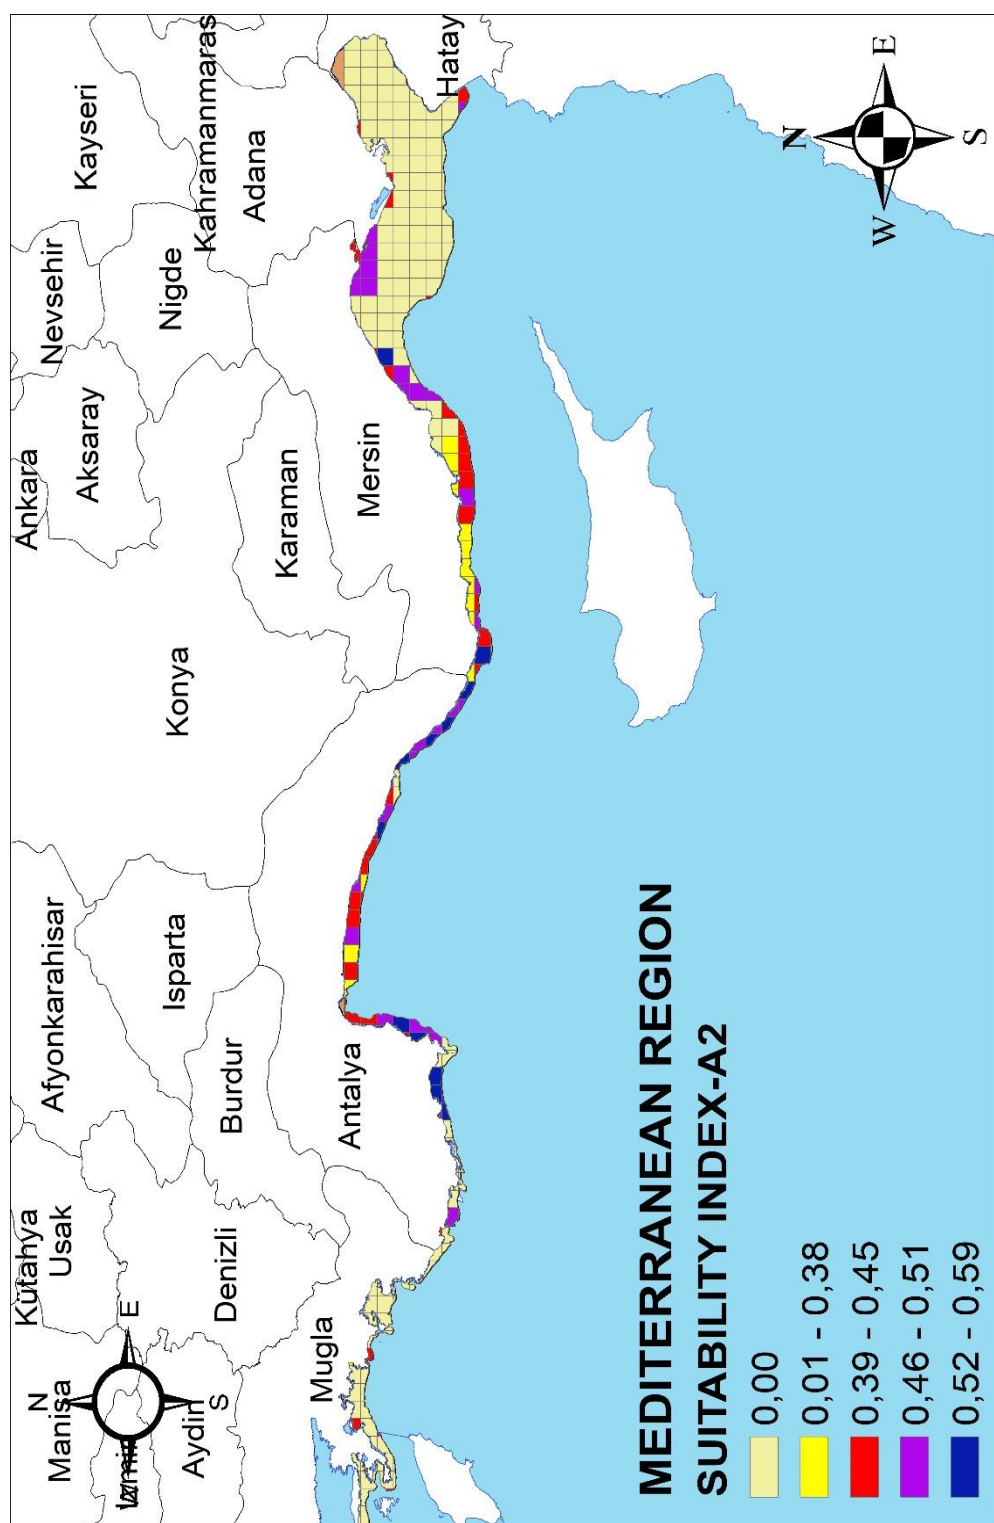 Kütahya
Ankara
Nevsehir
Manisa
N
Usak
Afyonkarahisar
Aksaray
Kayseri
Izmir
E
Aydin
S
Denizli
Burdur
Isparta
Konya
Nigde
Kahramanmaras
Adana
Karaman
Mugla
Antalya
Mersin
Hatay
MEDITERRANEAN REGION
SUITABILITY INDEX-A2
0,00
0,01 - 0,38
0,39 - 0,45
0,46 - 0,51
0,52 - 0,59
N
W
E
S